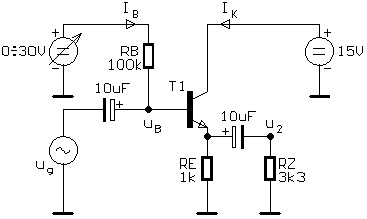 I_B
I_K
+
+
+
0÷30V
RB
100k
15V
-
-
10uF
T1
+
10uF
u_B
+
u_2
u_g
RE
1k
RZ
3k3